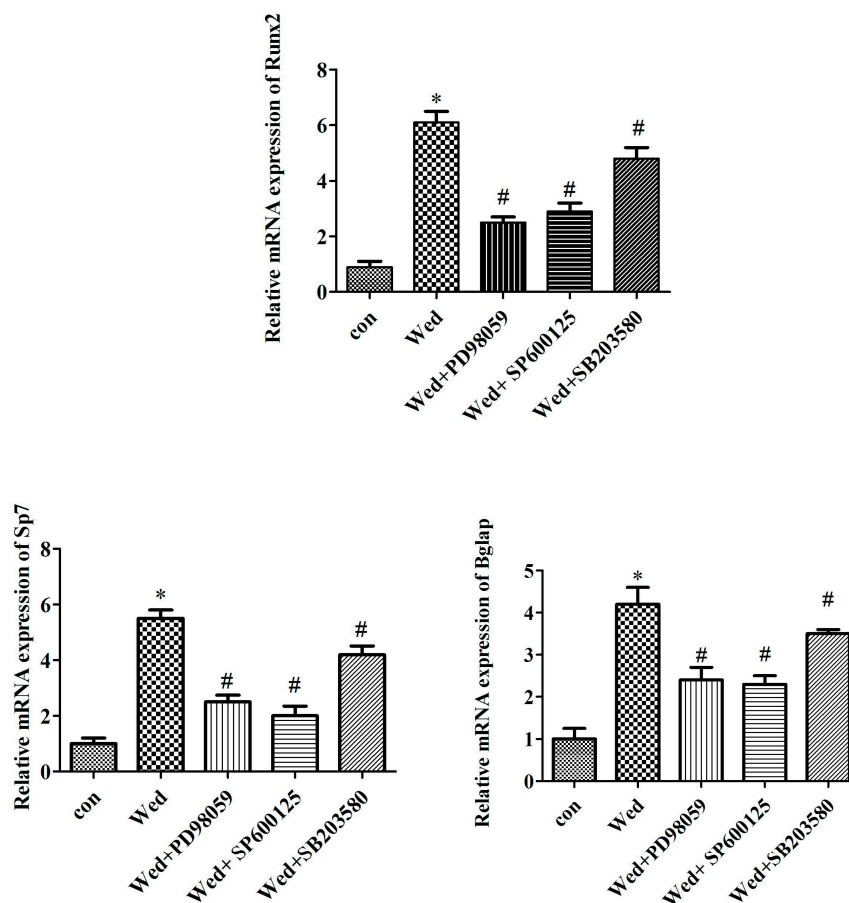 Relative mRNA expression of Runx2
8
6
4
2
0
*
#
#
#
con
Wed
Wed+PD98059
Wed+ SP600125
Wed+SB203580
Relative mRNA expression of Sp7
8
6
4
2
0
*
#
#
#
con
Wed
Wed+PD98059
Wed+ SP600125
Wed+SB203580
Relative mRNA expression of Bglap
5
4
3
2
1
0
*
#
#
#
con
Wed
Wed+PD98059
Wed+ SP600125
Wed+SB203580